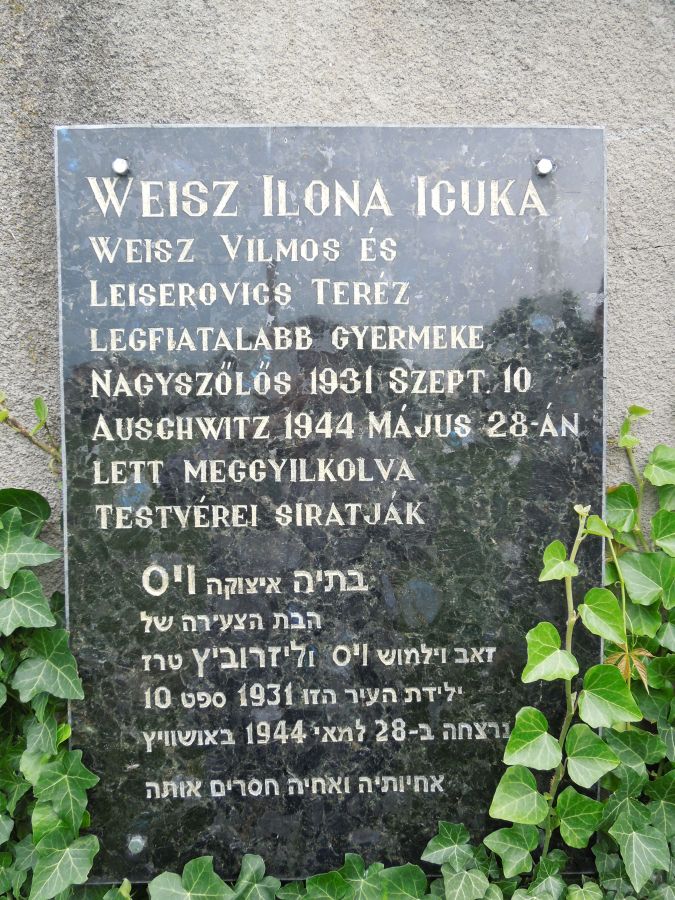 WEISZ ILONA ICUKA
WEISZ VILMOS ÉS
LEISEROVICS TERÉZ
LEGFIATALABB GYERMEKE
NAGYSZŐLŐS 1931 SZEPT. 10
AUSCHWITZ 1944 MÁJUS 28-ÁN
LETT MEGGYILKOLVA
TESTVÉREI SIRATJÁK
בתיה איצוקה ויס
הבת הצעירה של
זאב וילמוש ויס וליזרוביץ טרז
ילידת העיר הזו 1931 ספט 10
נרצחה ב-28 למאי 1944 באושוויץ
אחיותיה ואחיה חסרים אותה